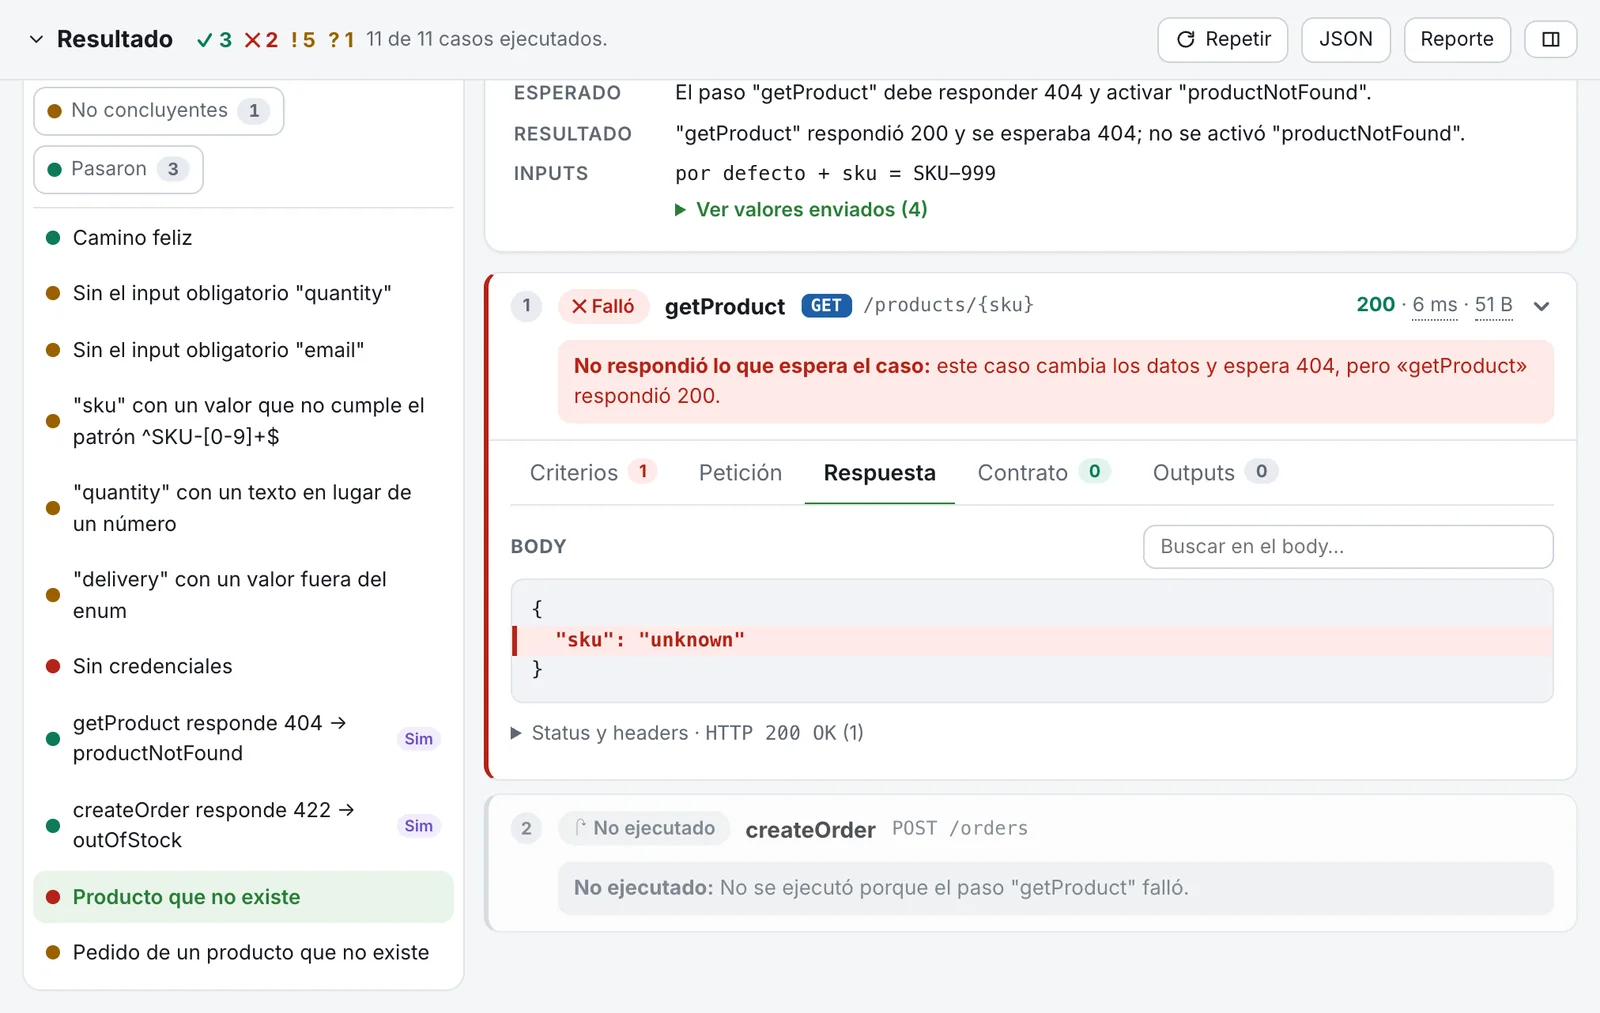 Resultado ✓ 3 ✕ 2 ! 5 ? 1 11 de 11 casos ejecutados.
Repetir JSON Reporte
No concluyentes 1
Pasaron 3
Camino feliz
Sin el input obligatorio "quantity"
Sin el input obligatorio "email"
"sku" con un valor que no cumple el
patrón ^SKU-[0-9]+$
"quantity" con un texto en lugar de
un número
"delivery" con un valor fuera del
enum
Sin credenciales
getProduct responde 404 →
productNotFound
Sim
createOrder responde 422 →
outOfStock
Sim
Producto que no existe
Pedido de un producto que no existe
ESPERADO El paso "getProduct" debe responder 404 y activar "productNotFound".
RESULTADO "getProduct" respondió 200 y se esperaba 404; no se activó "productNotFound".
INPUTS por defecto + sku = SKU-999
▶ Ver valores enviados (4)
1 ✕ Falló getProduct GET /products/{sku} 200 · 6 ms · 51 B
No respondió lo que espera el caso: este caso cambia los datos y espera 404, pero «getProduct»
respondió 200.
Criterios 1 Petición Respuesta Contrato 0 Outputs 0
BODY Buscar en el body...
{
"sku": "unknown"
}
▶ Status y headers · HTTP 200 OK (1)
2 No ejecutado createOrder POST /orders
No ejecutado: No se ejecutó porque el paso "getProduct" falló.